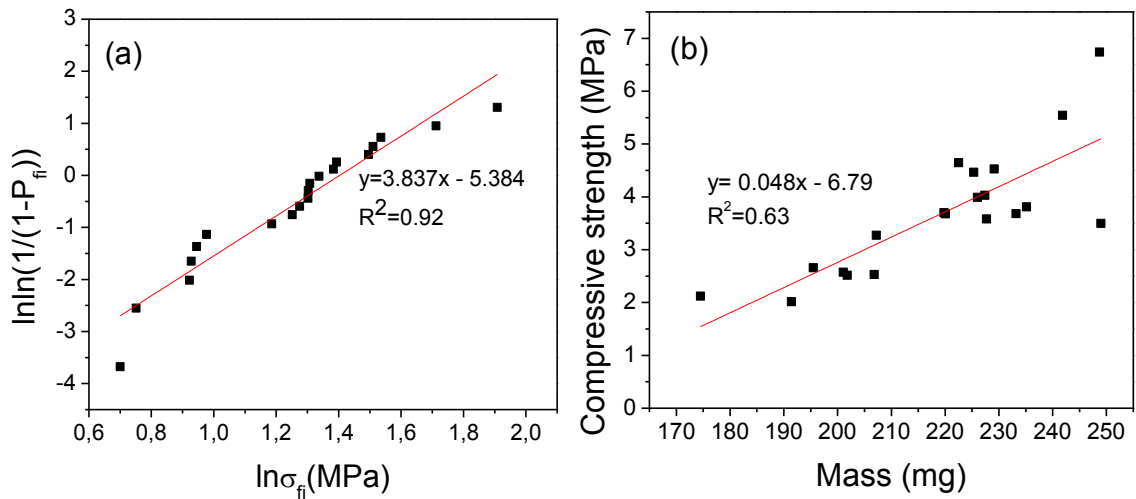 (a)
lnln(1/(1-P_fi))
3
2
1
0
-1
-2
-3
-4
y=3.837x - 5.384
R²=0.92
0,6 0,8 1,0 1,2 1,4 1,6 1,8 2,0
lnσ_fi(MPa)
(b)
Compressive strength (MPa)
7
6
5
4
3
2
1
0
y= 0.048x - 6.79
R²=0.63
170 180 190 200 210 220 230 240 250
Mass (mg)